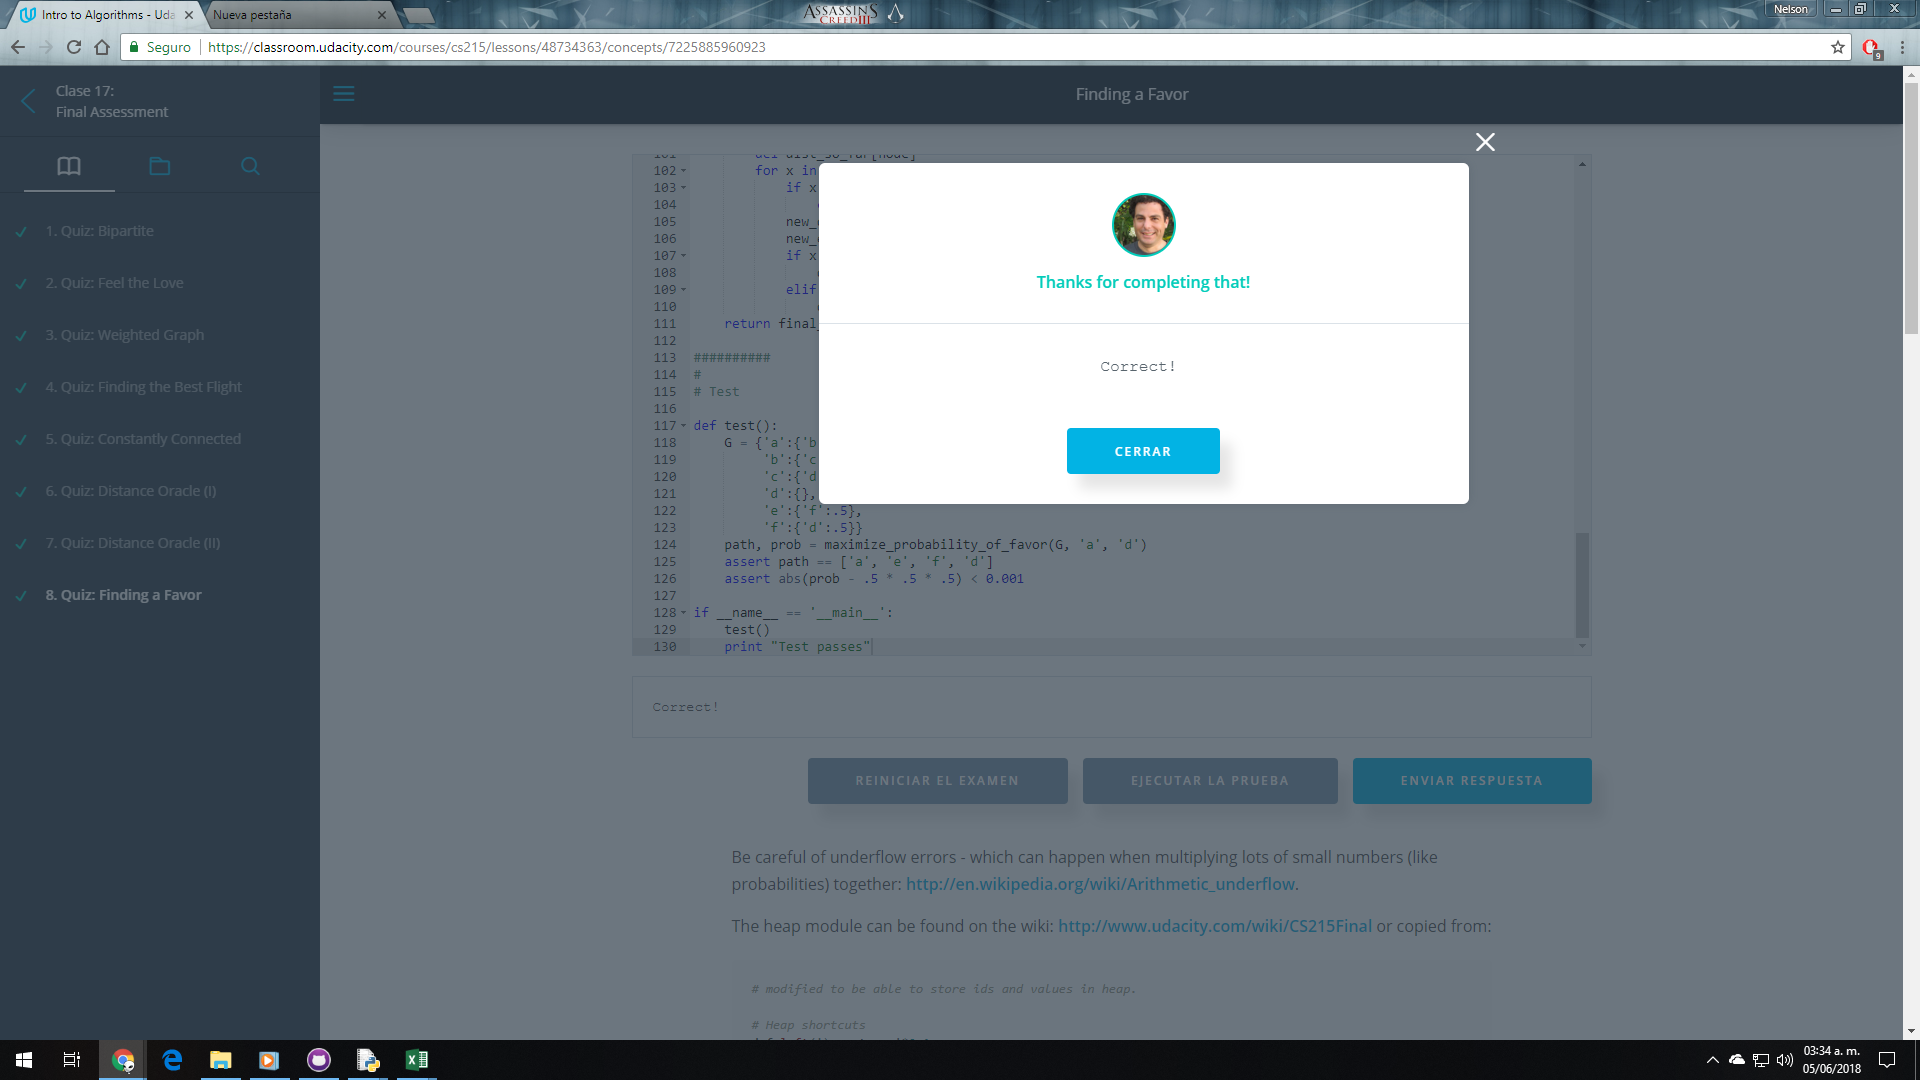 Intro to Algorithms - Uda
Nueva pestaña
ASSASSIN'S
CREED III
Nelson
Seguro
https://classroom.udacity.com/courses/cs215/lessons/48734363/concepts/7225885960923
9
Clase 17:
Final Assessment
Finding a Favor
1. Quiz: Bipartite
2. Quiz: Feel the Love
3. Quiz: Weighted Graph
4. Quiz: Finding the Best Flight
5. Quiz: Constantly Connected
6. Quiz: Distance Oracle (I)
7. Quiz: Distance Oracle (II)
8. Quiz: Finding a Favor
101 del dist_so_far[node]
102 for x in
103 if x
104
105 new_
106 new_
107 if x
108
109 elif
110
111 return final_
112
113 ##########
114 #
115 # Test
116
117 def test():
118 G = {'a':{'b
119 'b':{'c
120 'c':{'d
121 'd':{},
122 'e':{'f':.5},
123 'f':{'d':.5}}
124 path, prob = maximize_probability_of_favor(G, 'a', 'd')
125 assert path == ['a', 'e', 'f', 'd']
126 assert abs(prob - .5 * .5 * .5) < 0.001
127
128 if __name__ == '__main__':
129 test()
130 print "Test passes"
Thanks for completing that!
Correct!
CERRAR
Correct!
REINICIAR EL EXAMEN
EJECUTAR LA PRUEBA
ENVIAR RESPUESTA
Be careful of underflow errors - which can happen when multiplying lots of small numbers (like
probabilities) together: http://en.wikipedia.org/wiki/Arithmetic_underflow.
The heap module can be found on the wiki: http://www.udacity.com/wiki/CS215Final or copied from:
# modified to be able to store ids and values in heap.
# Heap shortcuts
03:34 a. m.
05/06/2018